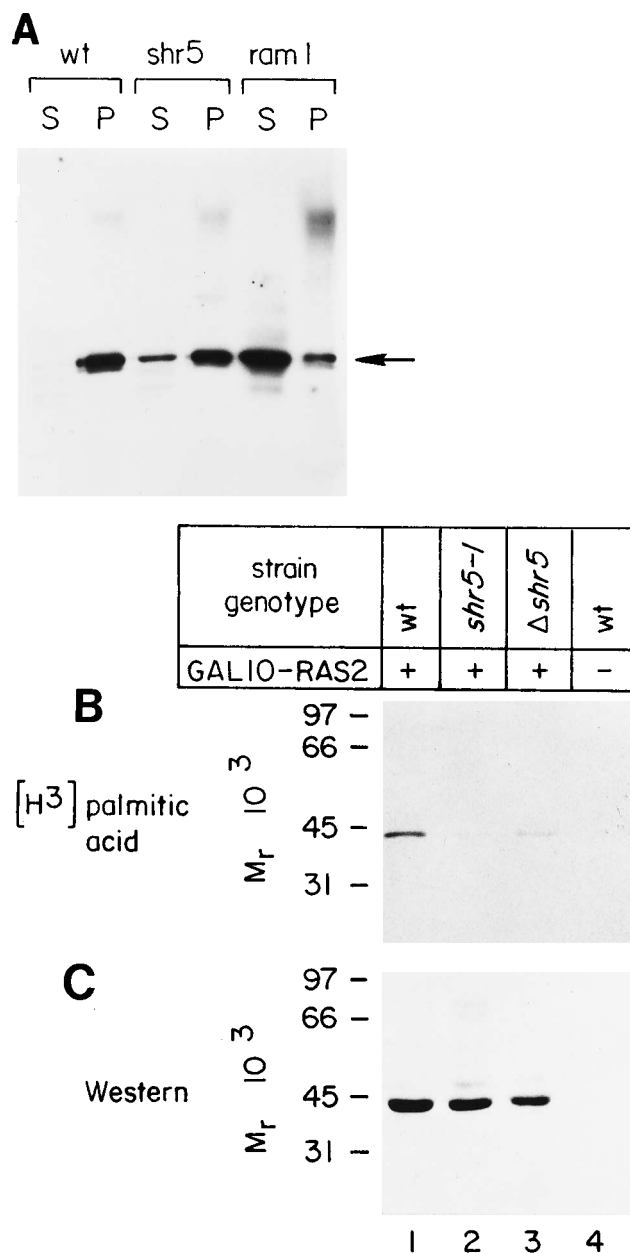 A
wt shr5 ram1
S P S P S P
strain genotype wt shr5-1 Δshr5 wt
GAL10-RAS2 + + + −
B
[H3] palmitic acid
Mr 10 3
97 –
66 –
45 –
31 –
C
Western
Mr 10 3
97 –
66 –
45 –
31 –
1 2 3 4